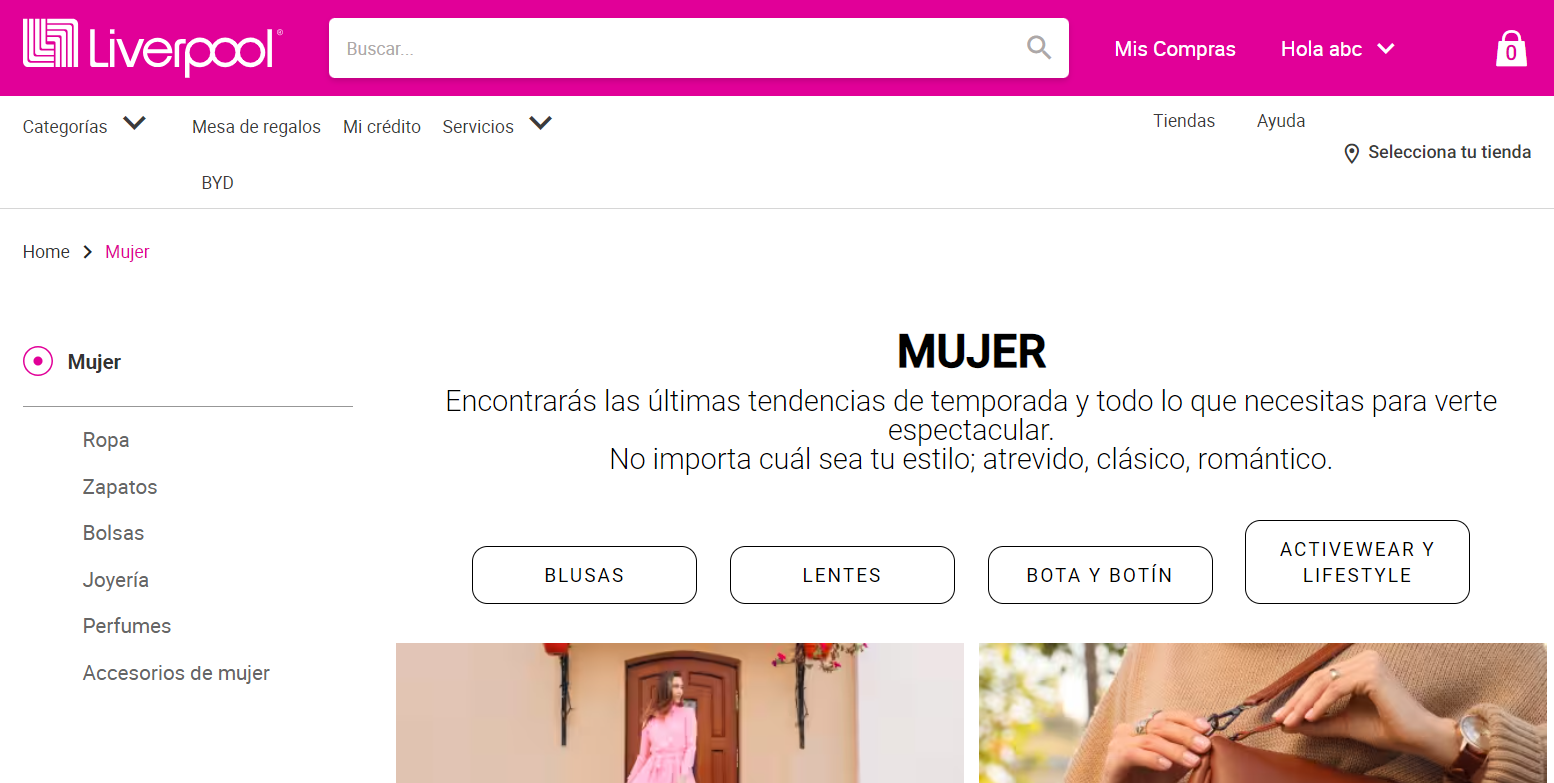 Liverpool®
Buscar...
Mis Compras
Hola abc
0
Categorías
Mesa de regalos
Mi crédito
Servicios
Tiendas
Ayuda
Selecciona tu tienda
BYD
Home
Mujer
Mujer
Ropa
Zapatos
Bolsas
Joyería
Perfumes
Accesorios de mujer
MUJER
Encontrarás las últimas tendencias de temporada y todo lo que necesitas para verte
espectacular.
No importa cuál sea tu estilo; atrevido, clásico, romántico.
BLUSAS
LENTES
BOTA Y BOTÍN
ACTIVEWEAR Y
LIFESTYLE